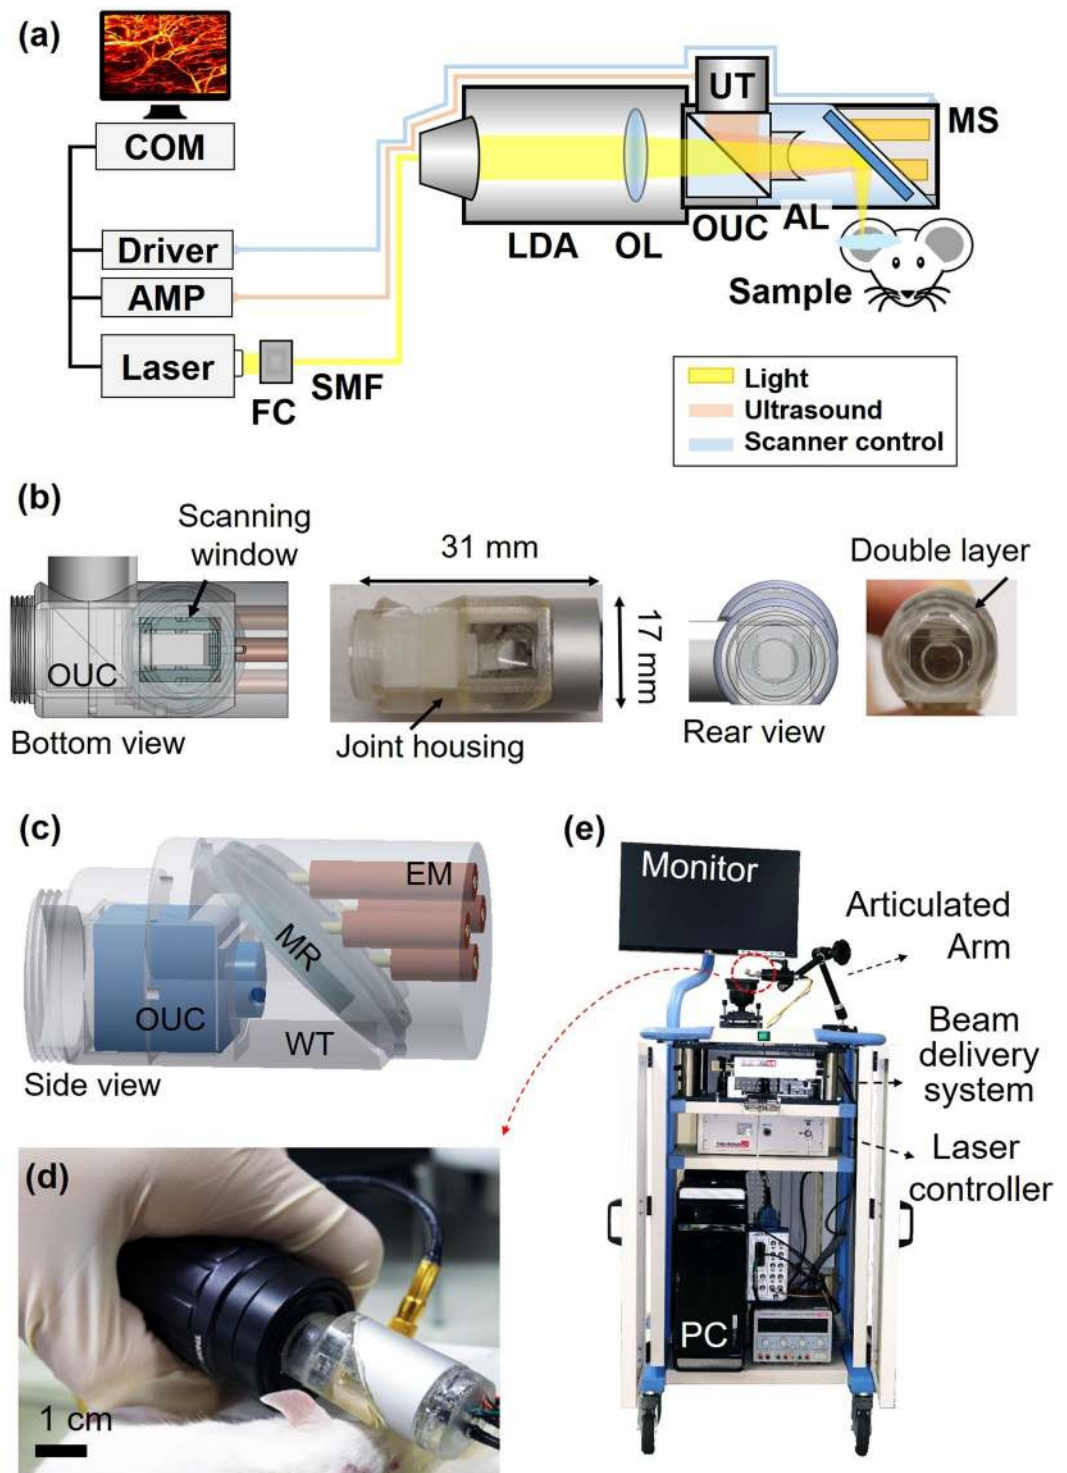 (a)
COM
Driver
AMP
Laser
FC
SMF
LDA
OL
UT
OUC
AL
MS
Sample
Light
Ultrasound
Scanner control
(b)
Scanning
window
OUC
Bottom view
31 mm
17 mm
Joint housing
Rear view
Double layer
(c)
EM
MR
OUC
WT
Side view
(d)
1 cm
(e)
Monitor
Articulated
Arm
Beam
delivery
system
Laser
controller
PC